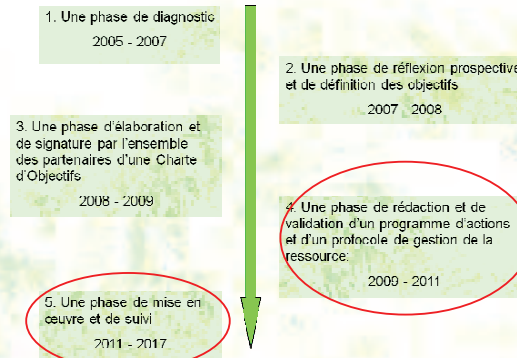 1. Une phase de diagnostic
2005 - 2007
2. Une phase de réflexion prospective
et de définition des objectifs
2007 - 2008
3. Une phase d'élaboration et
de signature par l'ensemble
des partenaires d'une Charte
d'Objectifs
2008 - 2009
4. Une phase de rédaction et de
validation d'un programme d'actions
et d'un protocole de gestion de la
ressource:
2009 - 2011
5. Une phase de mise en
œuvre et de suivi
2011 - 2017